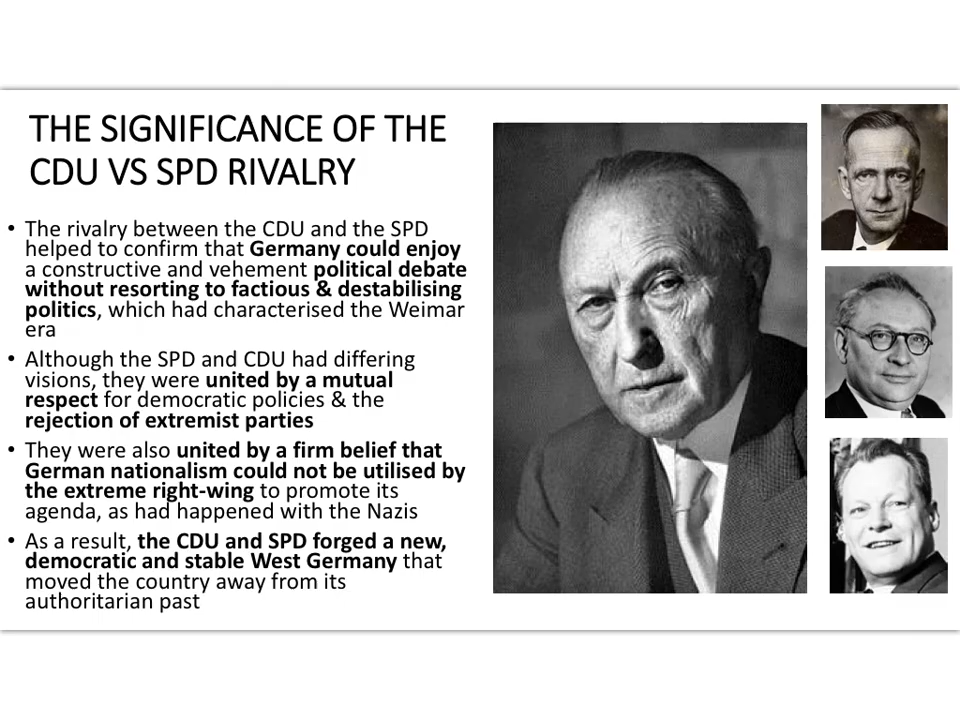 THE SIGNIFICANCE OF THE
CDU VS SPD RIVALRY
• The rivalry between the CDU and the SPD
helped to confirm that Germany could enjoy
a constructive and vehement political debate
without resorting to factious & destabilising
politics, which had characterised the Weimar
era
• Although the SPD and CDU had differing
visions, they were united by a mutual
respect for democratic policies & the
rejection of extremist parties
• They were also united by a firm belief that
German nationalism could not be utilised by
the extreme right-wing to promote its
agenda, as had happened with the Nazis
• As a result, the CDU and SPD forged a new,
democratic and stable West Germany that
moved the country away from its
authoritarian past